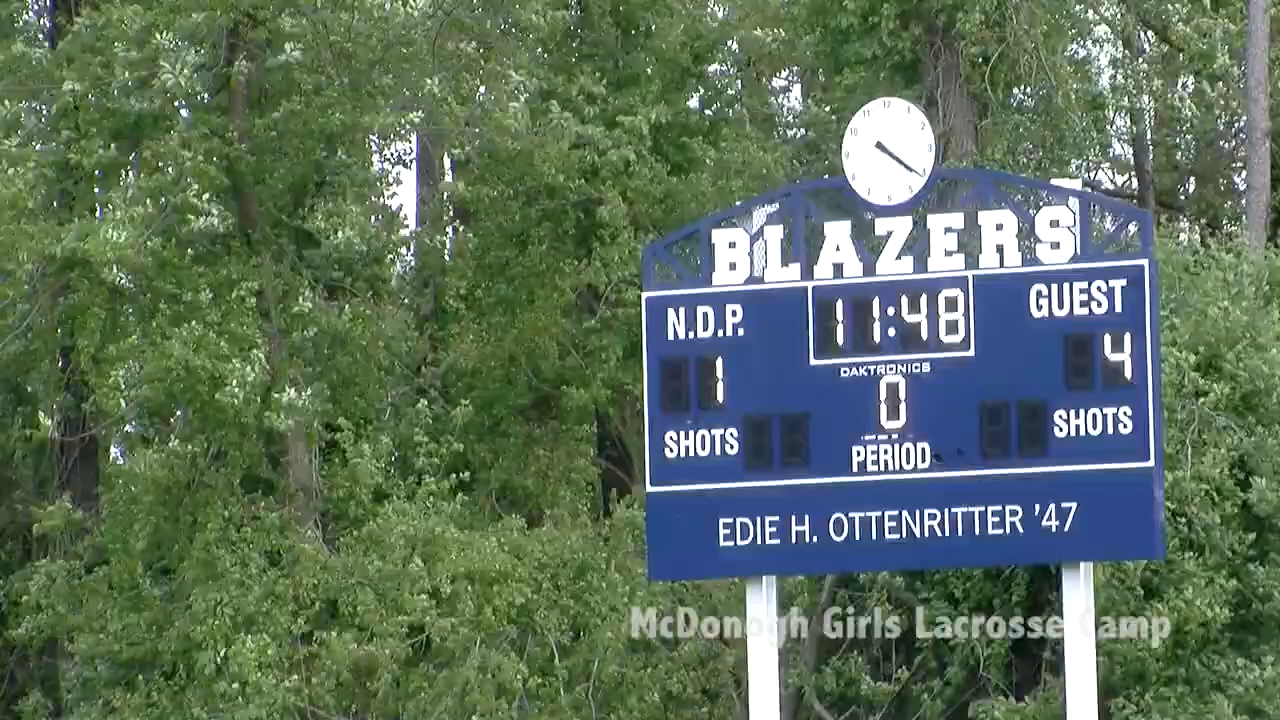 BLAZERS
N.D.P. 11:48 GUEST
DAKTRONICS
1 0 4
SHOTS PERIOD SHOTS
EDIE H. OTTENRITTER '47
McDonogh Girls Lacrosse Camp